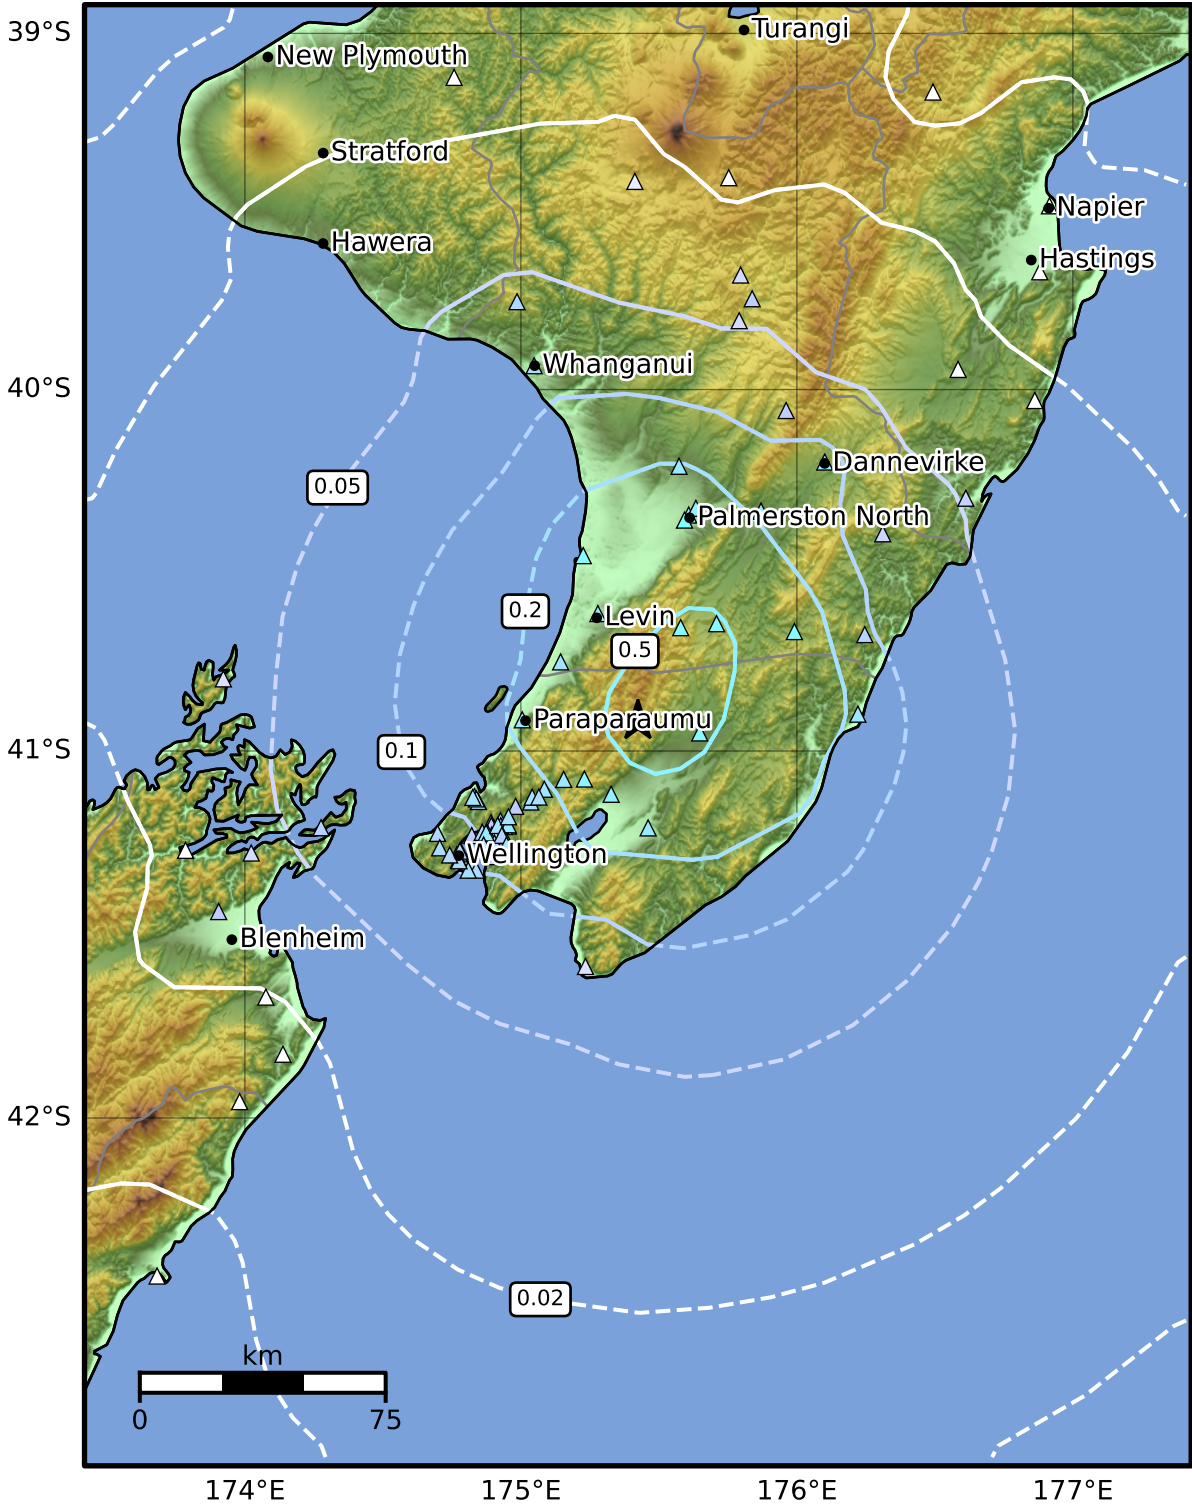 39°S
Turangi
New Plymouth
Stratford
Napier
Hawera
Hastings
Whanganui
40°S
Dannevirke
0.05
Palmerston North
0.2
Levin
0.5
Paraparaumu
41°S
0.1
Wellington
Blenheim
42°S
0.02
km
0
75
174°E
175°E
176°E
177°E